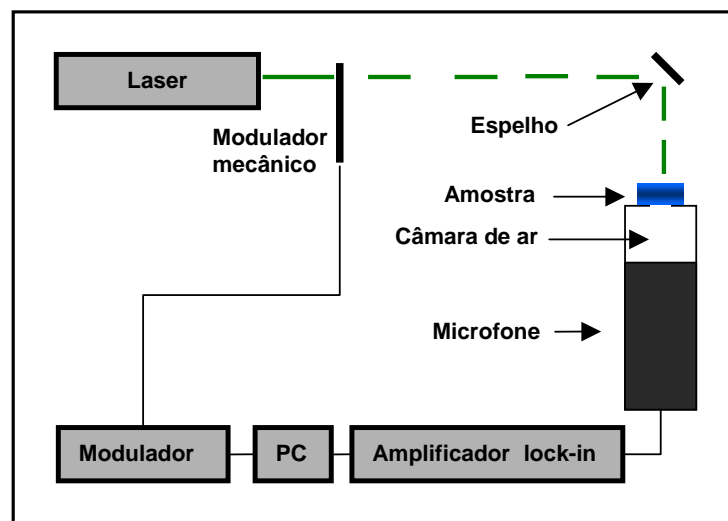 Laser
Espelho
Modulador
mecânico
Amostra
Câmara de ar
Microfone
Modulador
PC
Amplificador lock-in